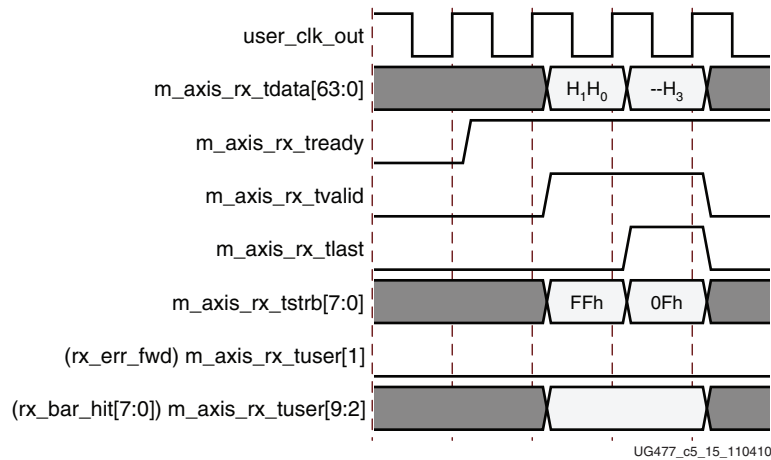 user_clk_out
m_axis_rx_tdata[63:0] H₁H₀ --H₃
m_axis_rx_tready
m_axis_rx_tvalid
m_axis_rx_tlast
m_axis_rx_tstrb[7:0] FFh 0Fh
(rx_err_fwd) m_axis_rx_tuser[1]
(rx_bar_hit[7:0]) m_axis_rx_tuser[9:2]
UG477_c5_15_110410